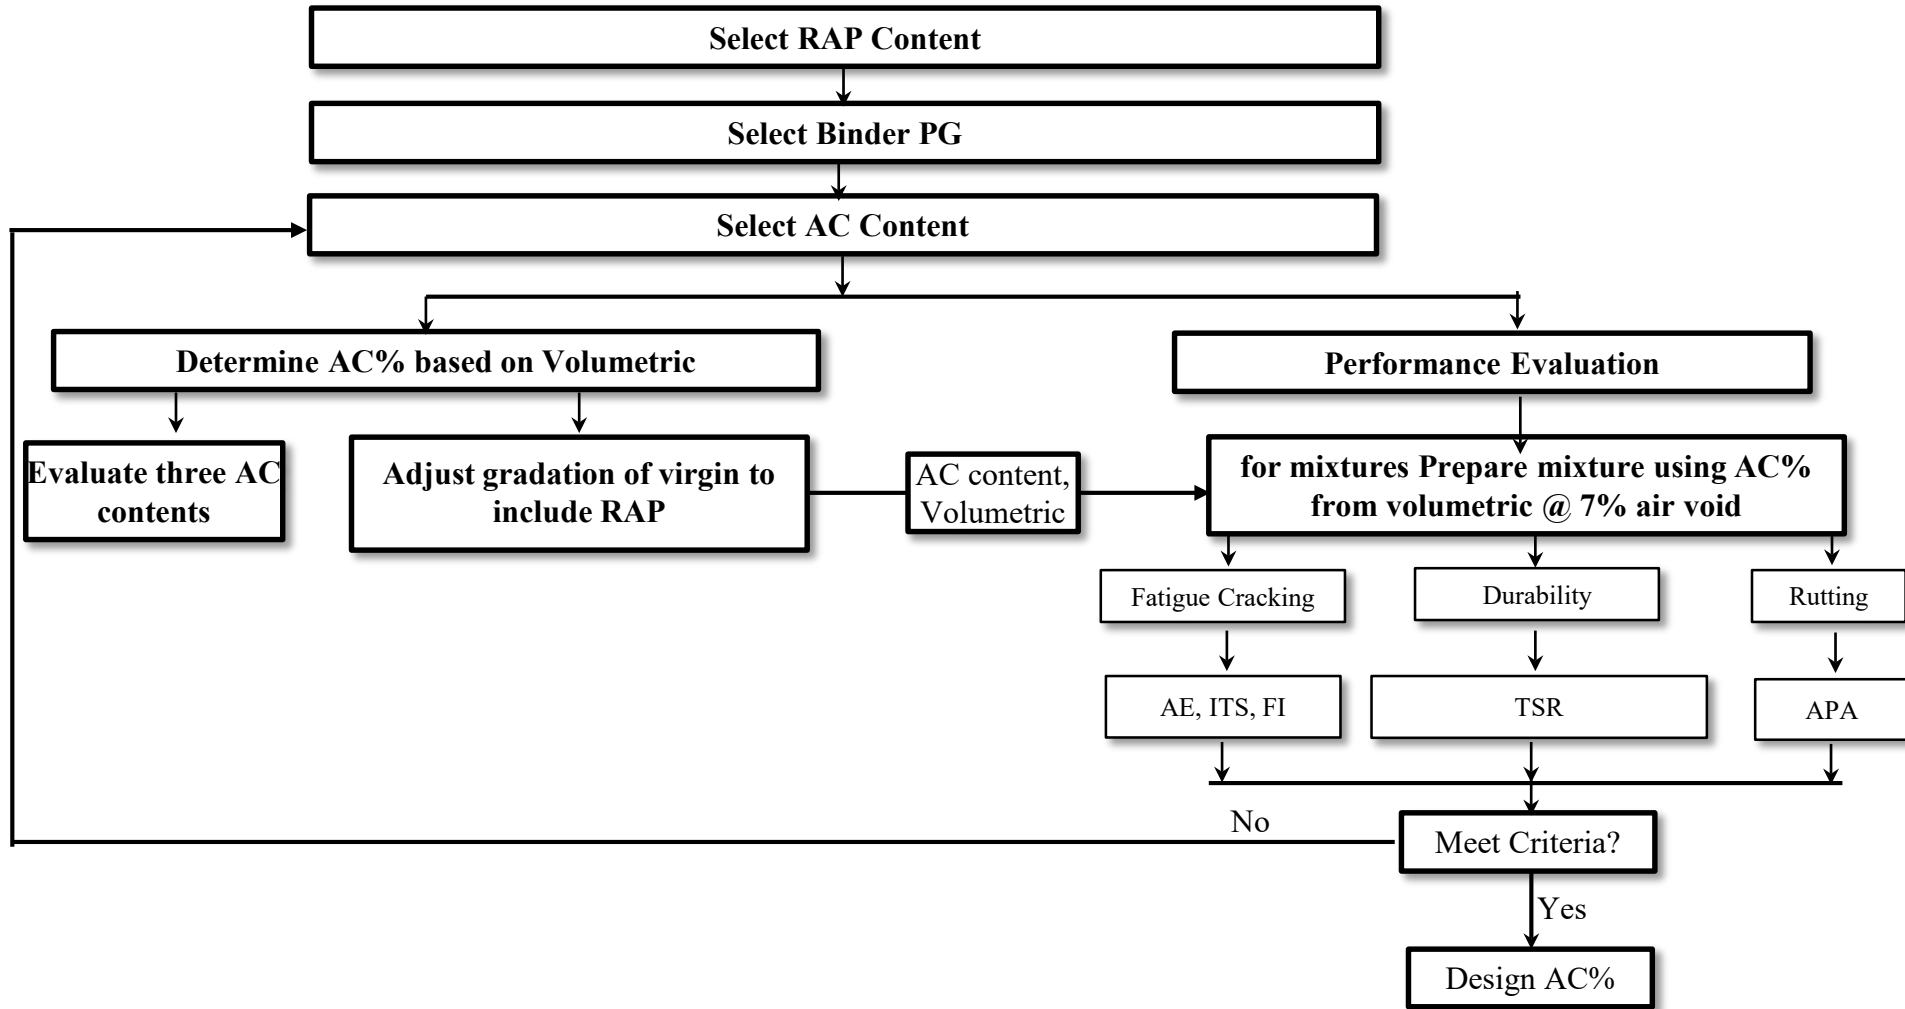 Select RAP Content
Select Binder PG
Select AC Content
Determine AC% based on Volumetric
Performance Evaluation
Evaluate three AC
contents
Adjust gradation of virgin to
include RAP
AC content,
Volumetric
for mixtures Prepare mixture using AC%
from volumetric @ 7% air void
Fatigue Cracking
Durability
Rutting
AE, ITS, FI
TSR
APA
No
Meet Criteria?
Yes
Design AC%